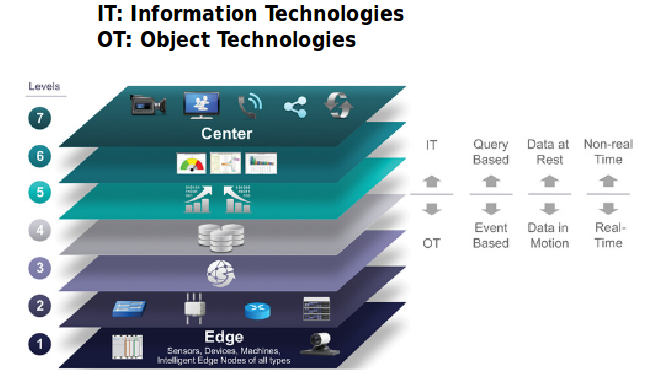 IT: Information Technologies
OT: Object Technologies
Levels
7
Center
6
5
4
3
2
1
Edge
Sensors, Devices, Machines,
Intelligent Edge Nodes of all types
IT
Query
Based
Data at
Rest
Non-real
Time
OT
Event
Based
Data in
Motion
Real-
Time